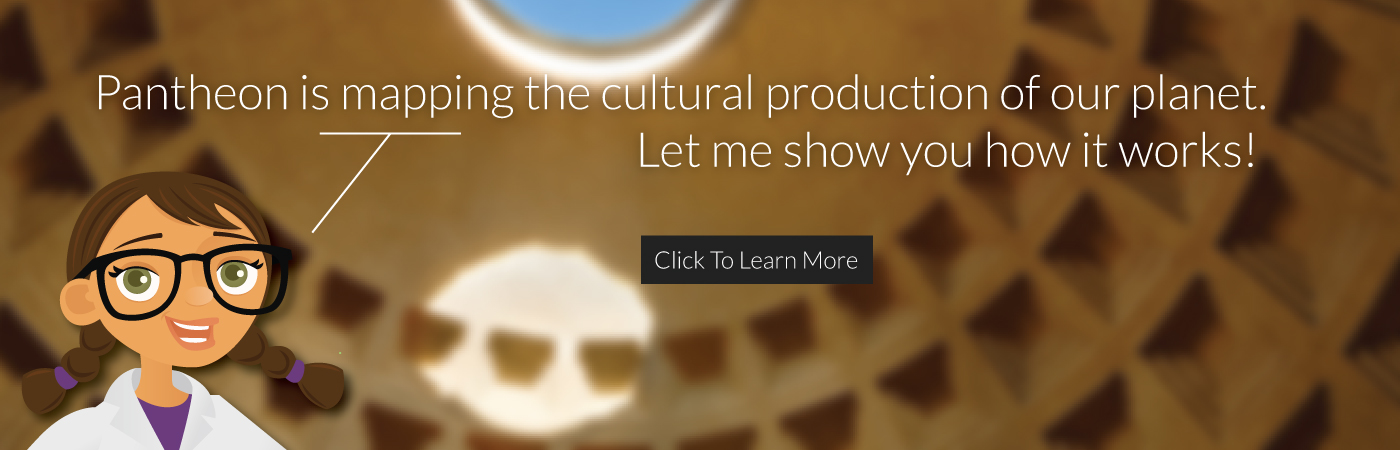 Pantheon is mapping the cultural production of our planet.
Let me show you how it works!
Click To Learn More